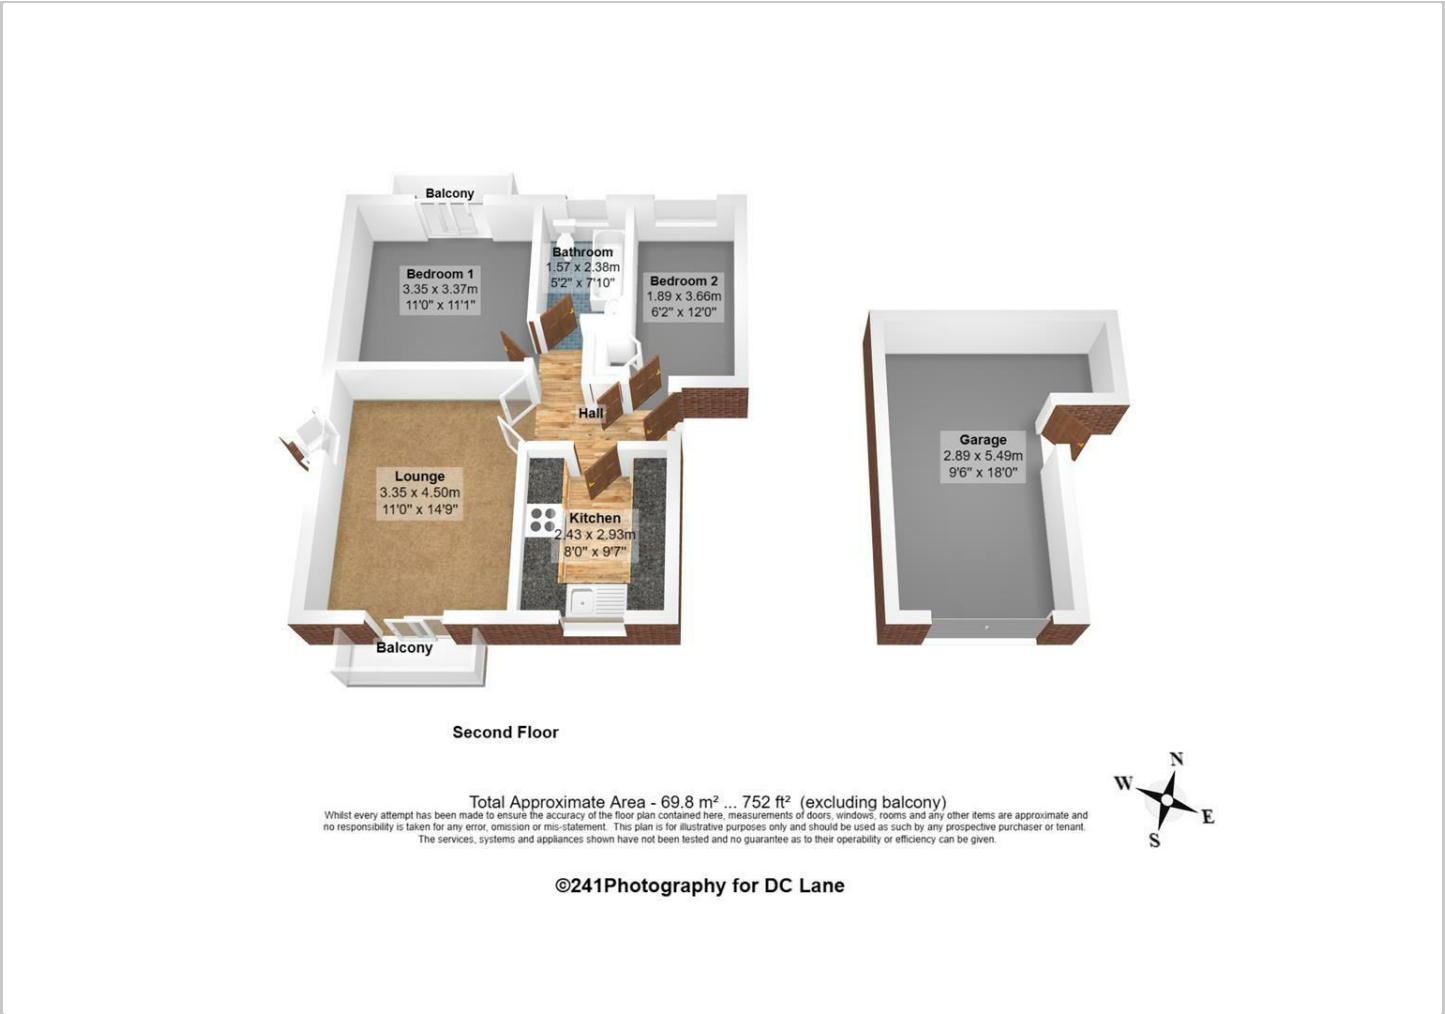 Balcony
Bedroom 1
3.35 x 3.37m
11'0" x 11'1"
Bathroom
1.57 x 2.38m
5'2" x 7'10"
Bedroom 2
1.89 x 3.66m
6'2" x 12'0"
Hall
Lounge
3.35 x 4.50m
11'0" x 14'9"
Kitchen
2.43 x 2.93m
8'0" x 9'7"
Balcony
Garage
2.89 x 5.49m
9'6" x 18'0"
Second Floor
N
W
E
S
Total Approximate Area - 69.8 m² ... 752 ft² (excluding balcony)
Whilst every attempt has been made to ensure the accuracy of the floor plan contained here, measurements of doors, windows, rooms and any other items are approximate and
no responsibility is taken for any error, omission or mis-statement. This plan is for illustrative purposes only and should be used as such by any prospective purchaser or tenant.
The services, systems and appliances shown have not been tested and no guarantee as to their operability or efficiency can be given.
©241Photography for DC Lane